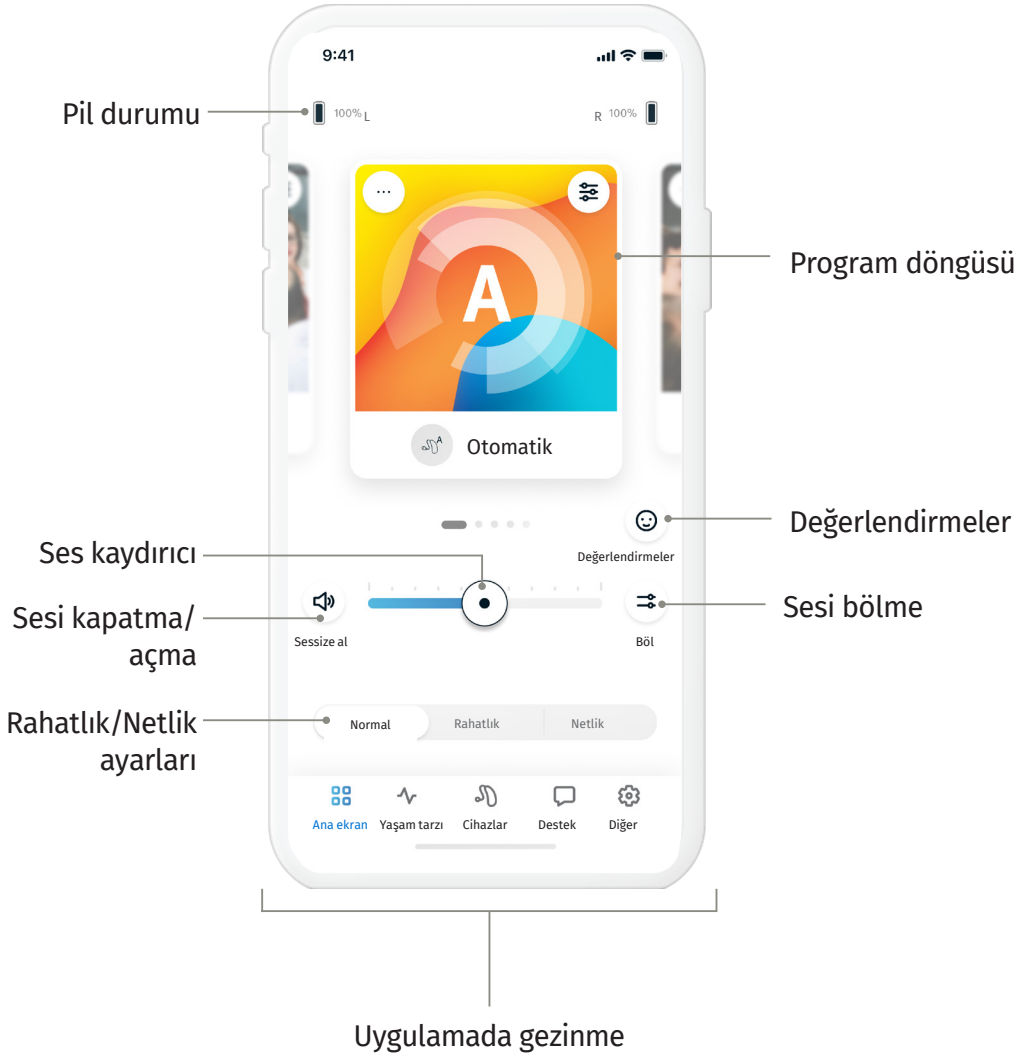 9:41
Pil durumu
100% L
R 100%
...
A
Program döngüsü
A
Otomatik
Değerlendirmeler
Değerlendirmeler
Ses kaydırıcı
Sesi kapatma/
açma
Sessize al
Sesi bölme
Böl
Rahatlık/Netlik
ayarları
Normal
Rahatlık
Netlik
Ana ekran
Yaşam tarzı
Cihazlar
Destek
Diğer
Uygulamada gezinme